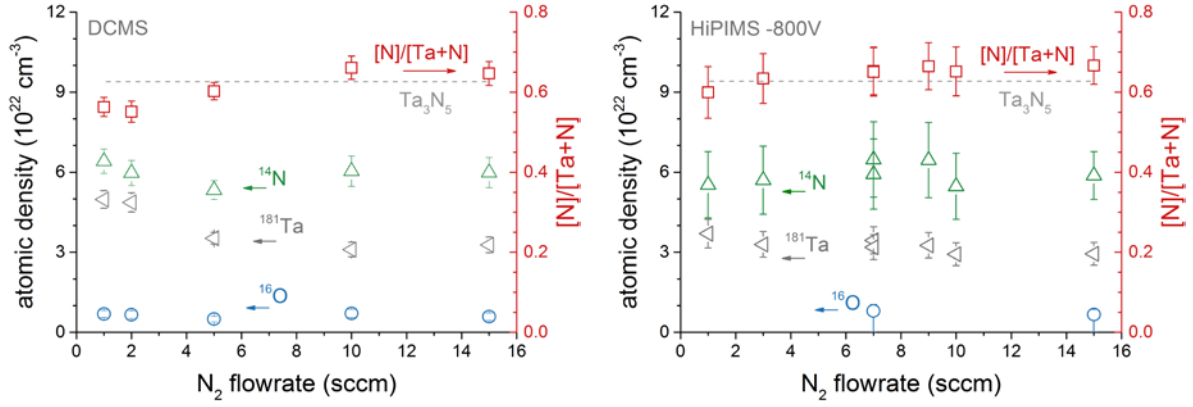 DCMS
[N]/[Ta+N]
Ta₃N₅
¹⁴N
¹⁸¹Ta
¹⁶O
atomic density (10²² cm⁻³)
12
9
6
3
0
0.8
0.6
0.4
0.2
0.0
[N]/[Ta+N]
0 2 4 6 8 10 12 14 16
N₂ flowrate (sccm)
HiPIMS -800V
[N]/[Ta+N]
Ta₃N₅
¹⁴N
¹⁸¹Ta
¹⁶O
atomic density (10²² cm⁻³)
12
9
6
3
0
0.8
0.6
0.4
0.2
0.0
[N]/[Ta+N]
0 2 4 6 8 10 12 14 16
N₂ flowrate (sccm)